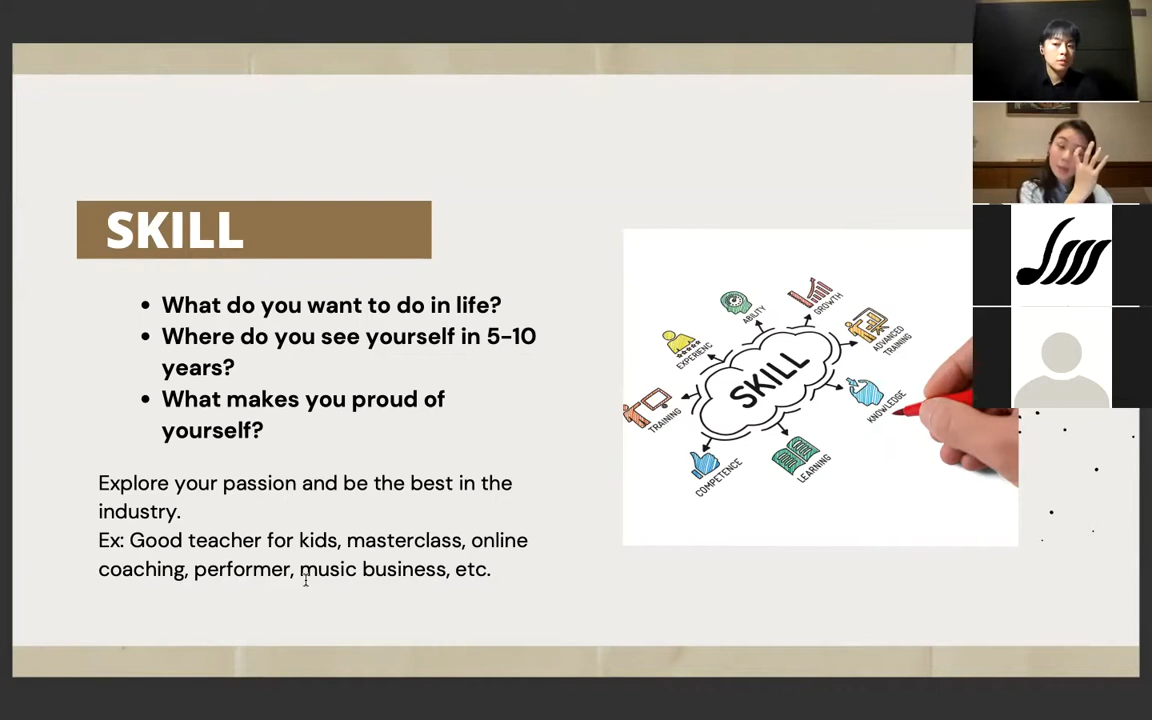 SKILL
• What do you want to do in life?
• Where do you see yourself in 5-10
years?
• What makes you proud of
yourself?
Explore your passion and be the best in the
industry.
Ex: Good teacher for kids, masterclass, online
coaching, performer, music business, etc.
ABILITY
GROWTH
EXPERIENC
ADVANCED
TRAINING
SKILL
TRAINING
KNOWLEDGE
COMPETENCE
LEARNING